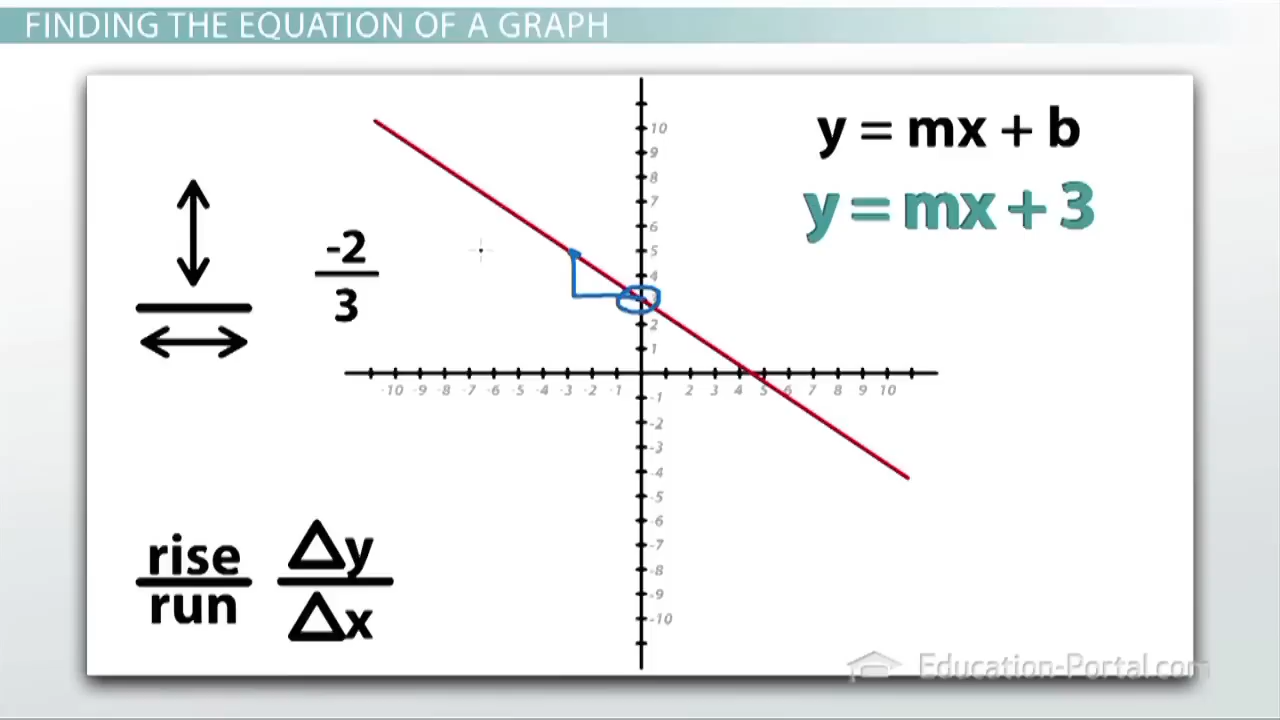 FINDING THE EQUATION OF A GRAPH
y = mx + b
y = mx + 3
-2
3
rise
run
Δy
Δx
10
9
8
7
6
5
4
2
1
-10 -9 -8 -7 -6 -5 -4 -3 -2 -1 2 3 4 5 6 7 8 9 10
-1
-2
-3
-4
-5
-6
-7
-8
-9
-10
Education-Portal.com